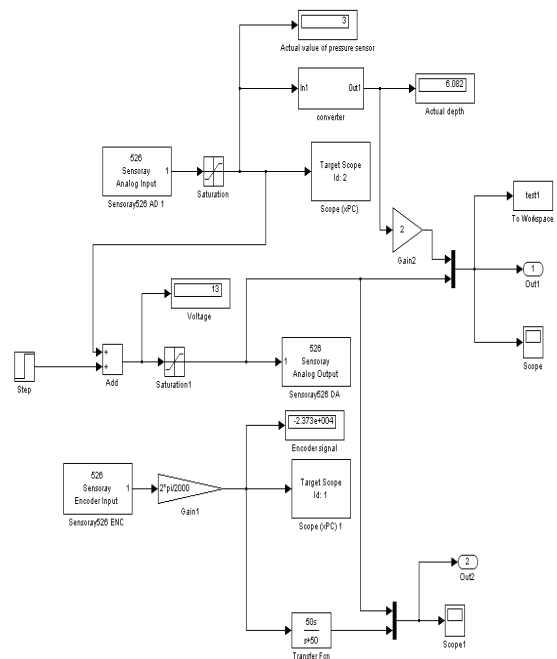 3
Actual value of pressure sensor
In1
Out1
converter
6.082
Actual depth
526
Sensoray
Analog Input
1
Sensoray526 AD 1
Saturation
Target Scope
Id: 2
Scope (xPC)
2
Gain2
test1
To Workspace
1
Out1
Scope
13
Voltage
Step
+
+
Add
Saturation1
1
526
Sensoray
Analog Output
Sensoray526 DA
-2.373e+004
Encoder signal
526
Sensoray
Encoder Input
1
Sensoray526 ENC
2*pi/2000
Gain1
Target Scope
Id: 1
Scope (xPC) 1
2
Out2
50s
s+50
Transfer Fcn
Scope1